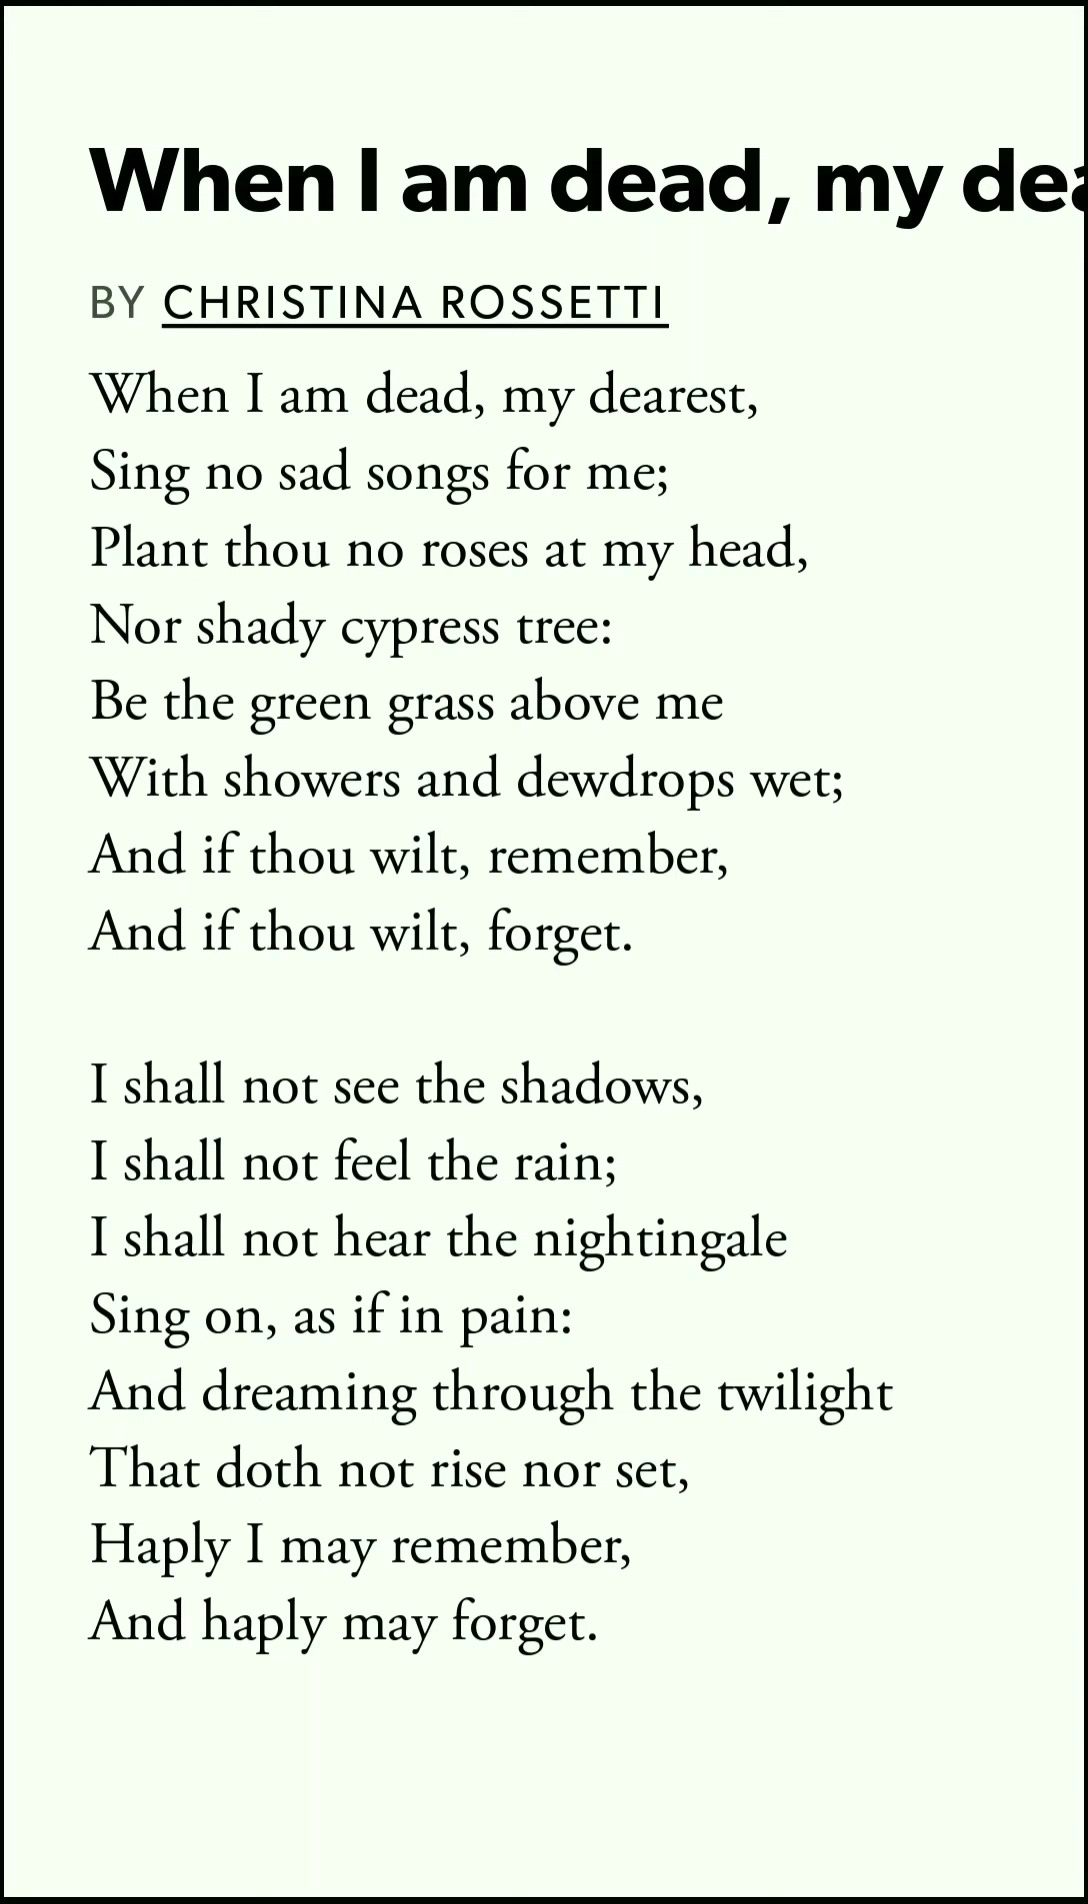 When I am dead, my dea
BY CHRISTINA ROSSETTI
When I am dead, my dearest,
Sing no sad songs for me;
Plant thou no roses at my head,
Nor shady cypress tree:
Be the green grass above me
With showers and dewdrops wet;
And if thou wilt, remember,
And if thou wilt, forget.

I shall not see the shadows,
I shall not feel the rain;
I shall not hear the nightingale
Sing on, as if in pain:
And dreaming through the twilight
That doth not rise nor set,
Haply I may remember,
And haply may forget.